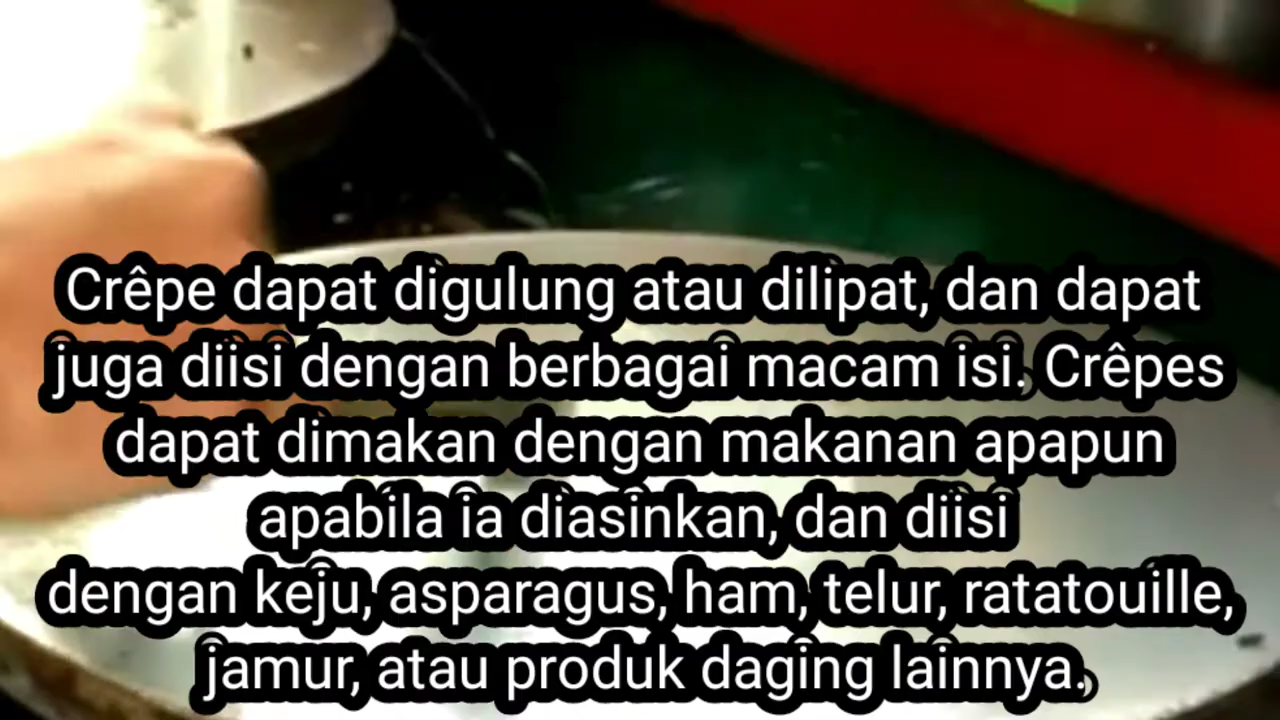 Crêpe dapat digulung atau dilipat, dan dapat
juga diisi dengan berbagai macam isi. Crêpes
dapat dimakan dengan makanan apapun
apabila ia diasinkan, dan diisi
dengan keju, asparagus, ham, telur, ratatouille,
jamur, atau produk daging lainnya.